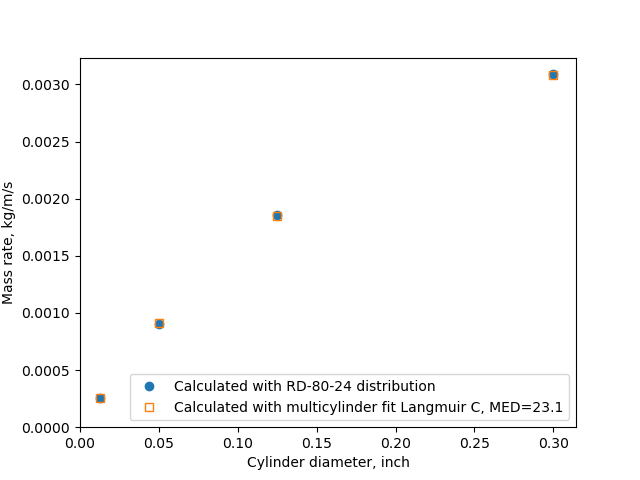 0.0030
0.0025
0.0020
0.0015
0.0010
0.0005
0.0000
Mass rate, kg/m/s
Calculated with RD-80-24 distribution
Calculated with multicylinder fit Langmuir C, MED=23.1
0.00 0.05 0.10 0.15 0.20 0.25 0.30
Cylinder diameter, inch